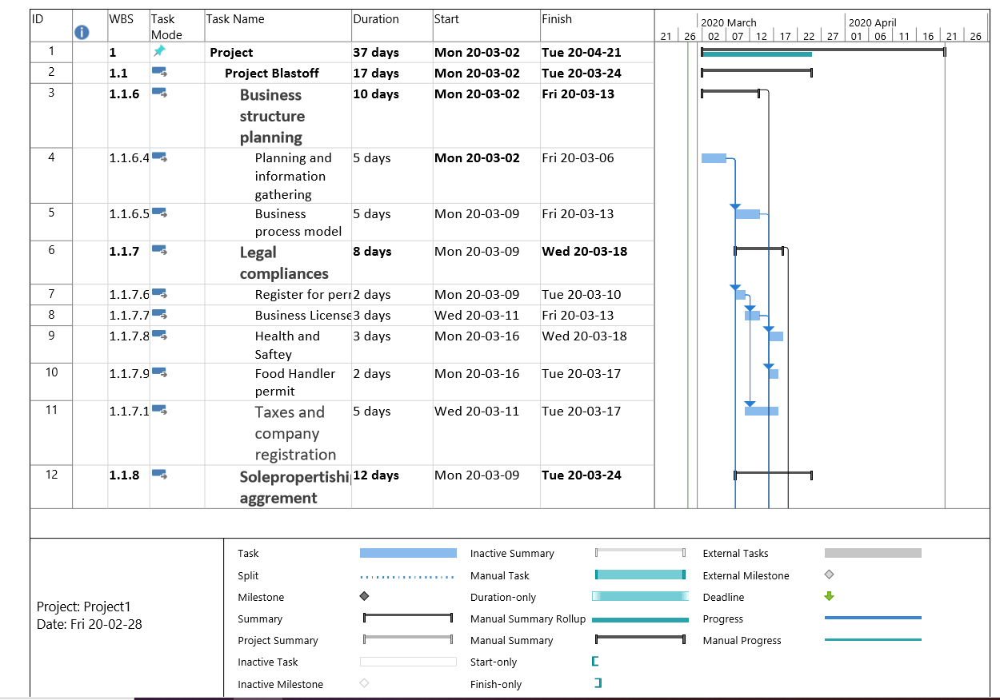 ID WBS Task Mode Task Name Duration Start Finish
2020 March 2020 April
21 26 02 07 12 17 22 27 01 06 11 16 21 26
1 1 Project 37 days Mon 20-03-02 Tue 20-04-21
2 1.1 Project Blastoff 17 days Mon 20-03-02 Tue 20-03-24
3 1.1.6 Business structure planning 10 days Mon 20-03-02 Fri 20-03-13
4 1.1.6.4 Planning and information gathering 5 days Mon 20-03-02 Fri 20-03-06
5 1.1.6.5 Business process model 5 days Mon 20-03-09 Fri 20-03-13
6 1.1.7 Legal compliances 8 days Mon 20-03-09 Wed 20-03-18
7 1.1.7.6 Register for perr 2 days Mon 20-03-09 Tue 20-03-10
8 1.1.7.7 Business License 3 days Wed 20-03-11 Fri 20-03-13
9 1.1.7.8 Health and Saftey 3 days Mon 20-03-16 Wed 20-03-18
10 1.1.7.9 Food Handler permit 2 days Mon 20-03-16 Tue 20-03-17
11 1.1.7.1 Taxes and company registration 5 days Wed 20-03-11 Tue 20-03-17
12 1.1.8 Solepropertiship aggrement 12 days Mon 20-03-09 Tue 20-03-24
Project: Project1
Date: Fri 20-02-28
Task Inactive Summary External Tasks
Split Manual Task External Milestone
Milestone Duration-only Deadline
Summary Manual Summary Rollup Progress
Project Summary Manual Summary Manual Progress
Inactive Task Start-only
Inactive Milestone Finish-only